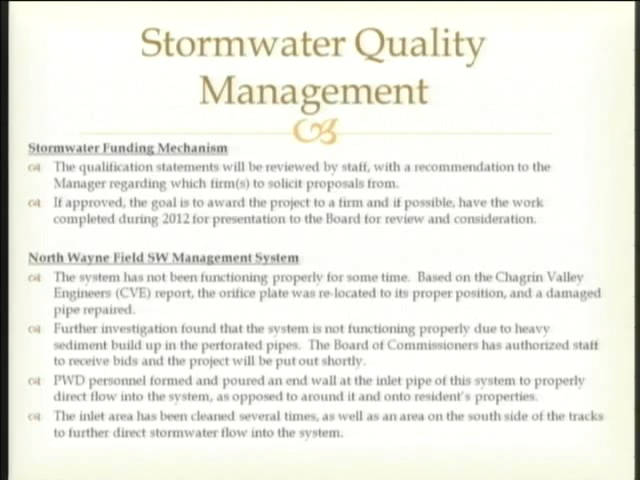 Stormwater Quality
Management
Stormwater Funding Mechanism
The qualification statements will be reviewed by staff, with a recommendation to the
Manager regarding which firm(s) to solicit proposals from.
If approved, the goal is to award the project to a firm and if possible, have the work
completed during 2012 for presentation to the Board for review and consideration.
North Wayne Field SW Management System
The system has not been functioning properly for some time. Based on the Chagrin Valley
Engineers (CVE) report, the orifice plate was re-located to its proper position, and a damaged
pipe repaired.
Further investigation found that the system is not functioning properly due to heavy
sediment build up in the perforated pipes. The Board of Commissioners has authorized staff
to receive bids and the project will be put out shortly.
PWD personnel formed and poured an end wall at the inlet pipe of this system to properly
direct flow into the system, as opposed to around it and onto resident's properties.
The inlet area has been cleaned several times, as well as an area on the south side of the tracks
to further direct stormwater flow into the system.